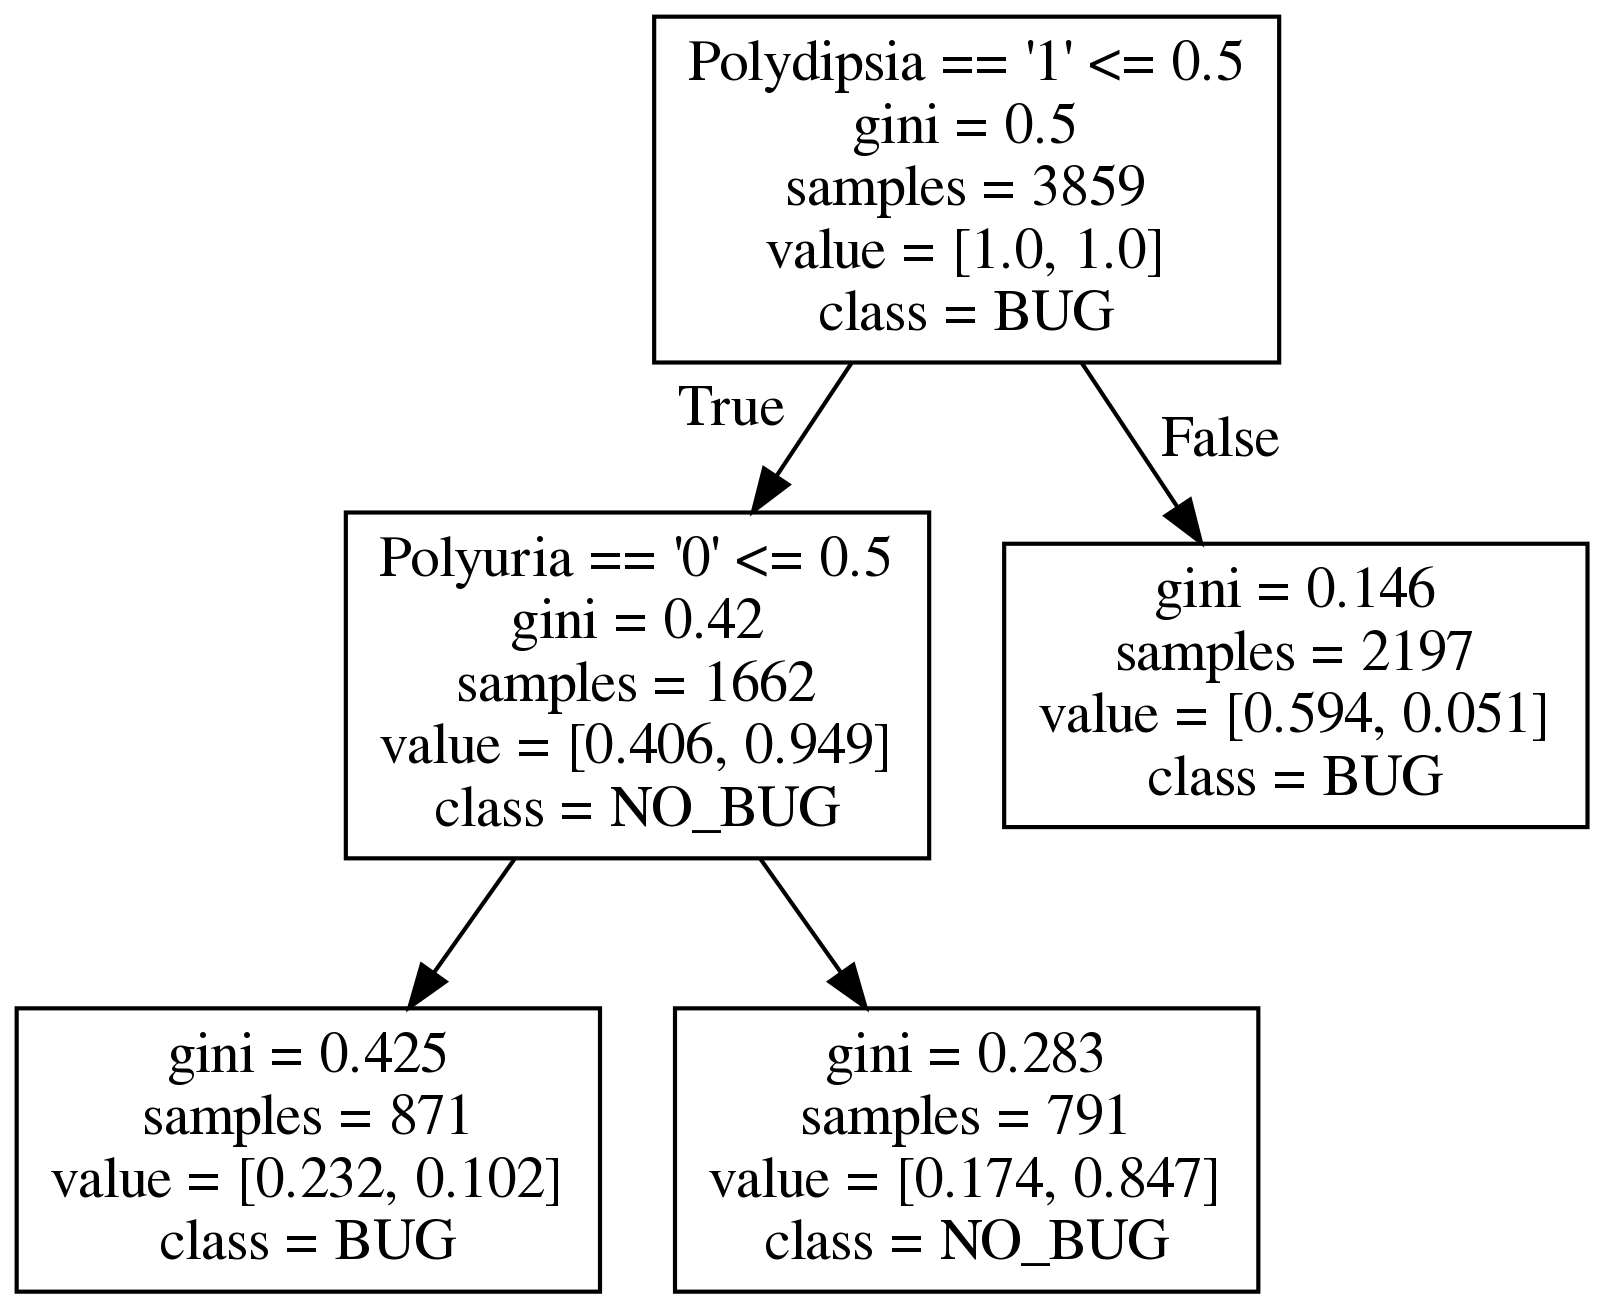 Polydipsia == '1' <= 0.5
gini = 0.5
samples = 3859
value = [1.0, 1.0]
class = BUG
True
False
Polyuria == '0' <= 0.5
gini = 0.42
samples = 1662
value = [0.406, 0.949]
class = NO_BUG
gini = 0.146
samples = 2197
value = [0.594, 0.051]
class = BUG
gini = 0.425
samples = 871
value = [0.232, 0.102]
class = BUG
gini = 0.283
samples = 791
value = [0.174, 0.847]
class = NO_BUG